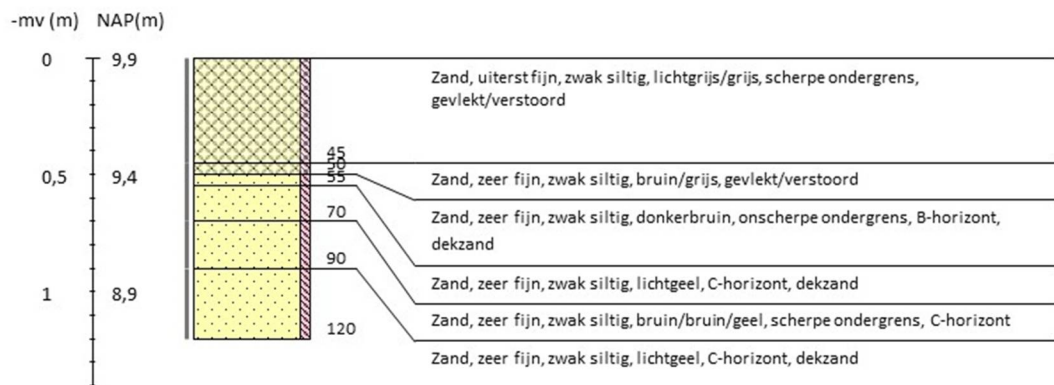 -mv (m) NAP(m)
0 9,9
Zand, uiterst fijn, zwak siltig, lichtgrijs/grijs, scherpe ondergrens,
gevlekt/verstoord
45
50
0,5 9,4
55
Zand, zeer fijn, zwak siltig, bruin/grijs, gevlekt/verstoord
70
Zand, zeer fijn, zwak siltig, donkerbruin, onscherpe ondergrens, B-horizont,
dekzand
90
Zand, zeer fijn, zwak siltig, lichtgeel, C-horizont, dekzand
1 8,9
Zand, zeer fijn, zwak siltig, bruin/bruin/geel, scherpe ondergrens, C-horizont
120
Zand, zeer fijn, zwak siltig, lichtgeel, C-horizont, dekzand